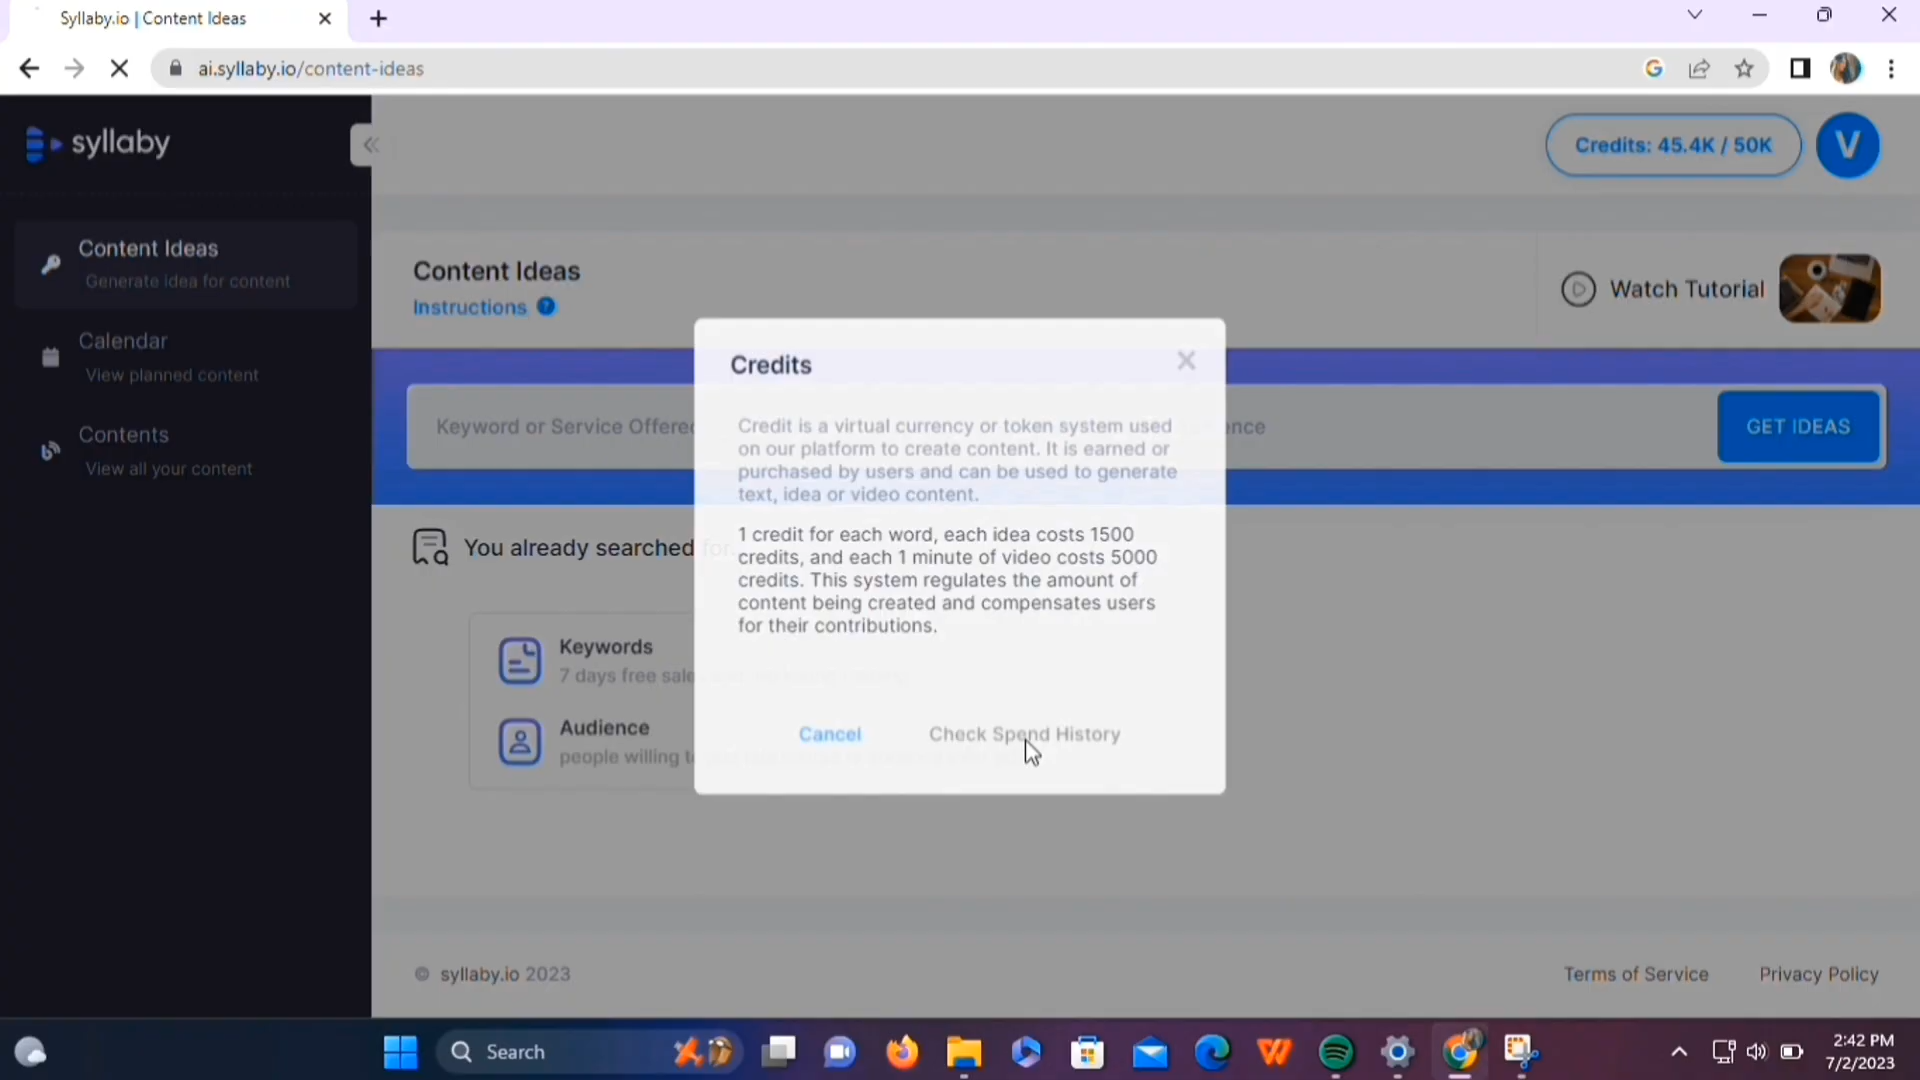 Syllaby.io | Content Ideas
ai.syllaby.io/content-ideas
syllaby
Credits: 45.4K / 50K
V
Content Ideas
Generate idea for content
Calendar
View planned content
Contents
View all your content
Content Ideas
Instructions ?
Watch Tutorial
Keyword or Service Offered
GET IDEAS
You already searched for
Keywords
7 days free sale
Audience
people willing to
Credits
Credit is a virtual currency or token system used
on our platform to create content. It is earned or
purchased by users and can be used to generate
text, idea or video content.
1 credit for each word, each idea costs 1500
credits, and each 1 minute of video costs 5000
credits. This system regulates the amount of
content being created and compensates users
for their contributions.
Cancel
Check Spend History
© syllaby.io 2023
Terms of Service
Privacy Policy
Search
2:42 PM
7/2/2023